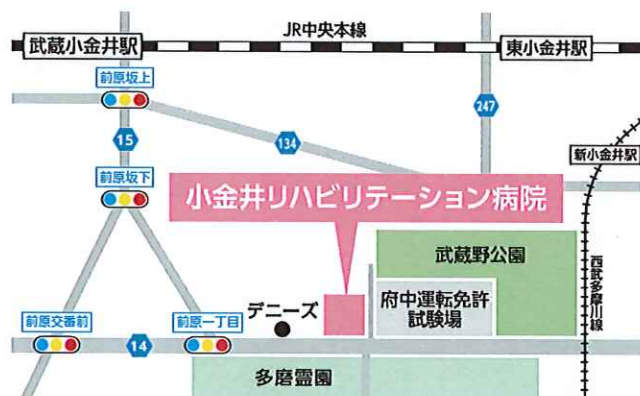 JR中央本線
武蔵小金井駅
東小金井駅
前原坂上
247
15
134
新小金井駅
前原坂下
小金井リハビリテーション病院
武蔵野公園
西武多摩川線
府中運転免許
試験場
デニーズ
前原交番前
前原一丁目
14
多磨霊園